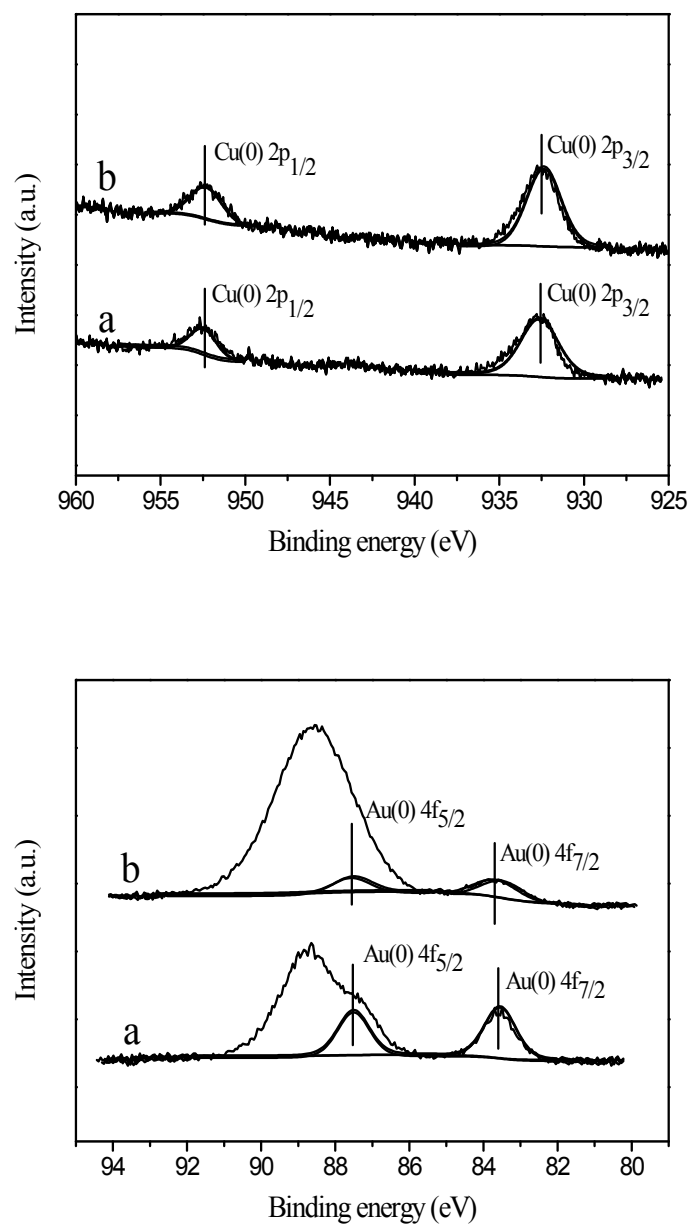 Cu(0) 2p3/2
Cu(0) 2p1/2
b
Cu(0) 2p3/2
Cu(0) 2p1/2
a
Intensity (a.u.)
960 955 950 945 940 935 930 925
Binding energy (eV)
Au(0) 4f5/2
Au(0) 4f7/2
b
Au(0) 4f5/2
Au(0) 4f7/2
a
Intensity (a.u.)
94 92 90 88 86 84 82 80
Binding energy (eV)